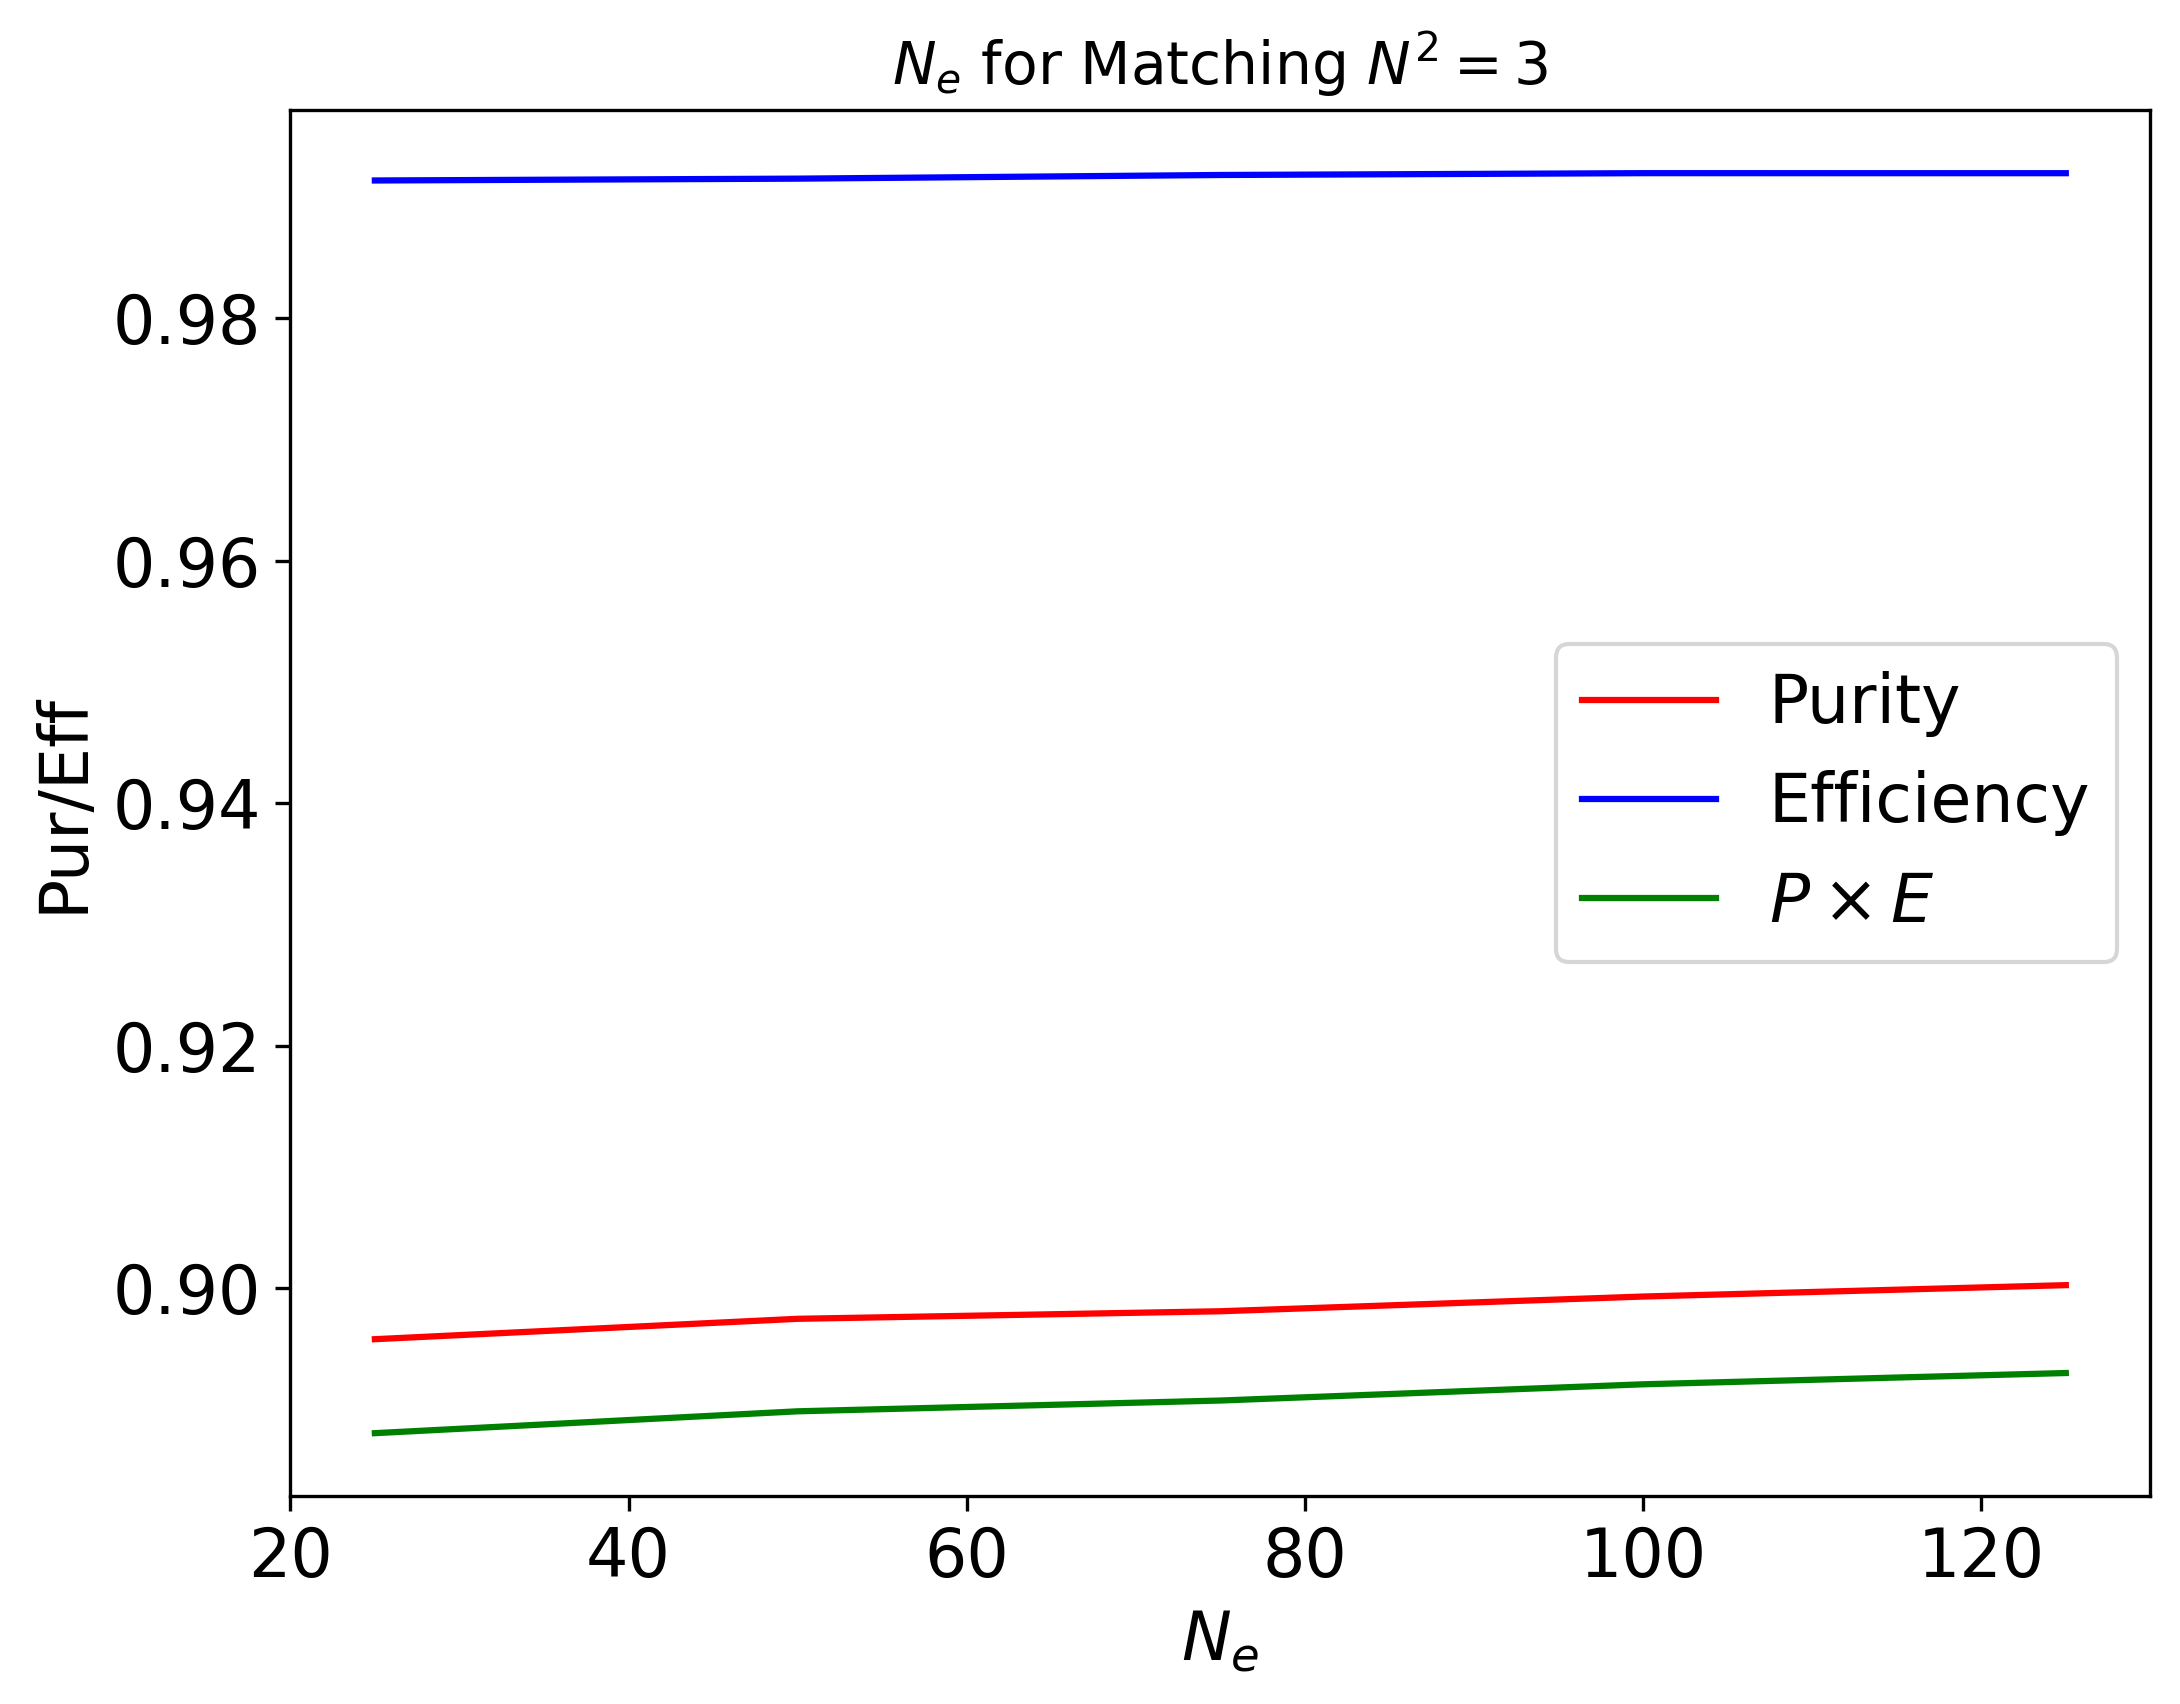 N_e for Matching N^2 = 3
Pur/Eff
0.98
0.96
0.94
0.92
0.90
Purity
Efficiency
P × E
20 40 60 80 100 120
N_e